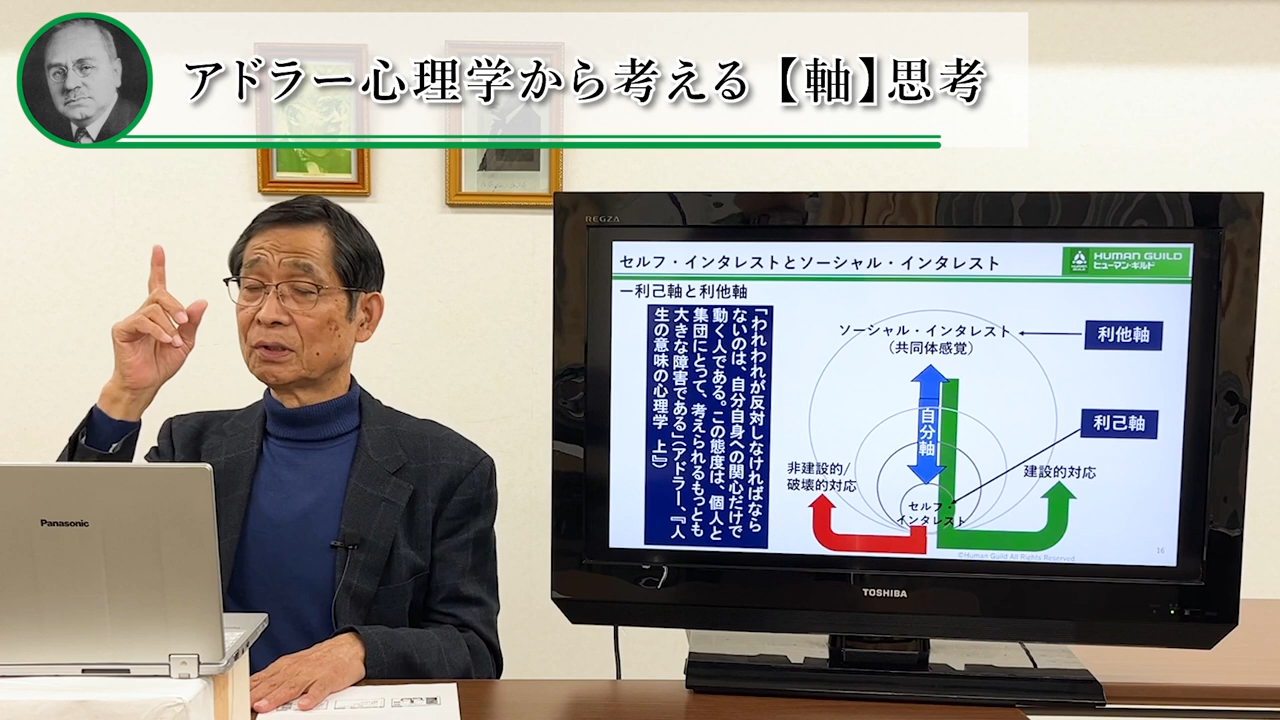 アドラー心理学から考える【軸】思考
REGZA
セルフ・インタレストとソーシャル・インタレスト
HUMAN GUILD
ヒューマン・ギルド
ー利己軸と利他軸
「われわれが反対しなければなら
ないのは、自分自身への関心だけで
動く人である。この態度は、個人と
集団にとって、考えられるもっとも
大きな障害である」（アドラー、『人
生の意味の心理学　上』）
ソーシャル・インタレスト
（共同体感覚）
利他軸
自分軸
利己軸
非建設的/
破壊的対応
建設的対応
セルフ・
インタレスト
©Human Guild All Rights Reserved
16
TOSHIBA
Panasonic